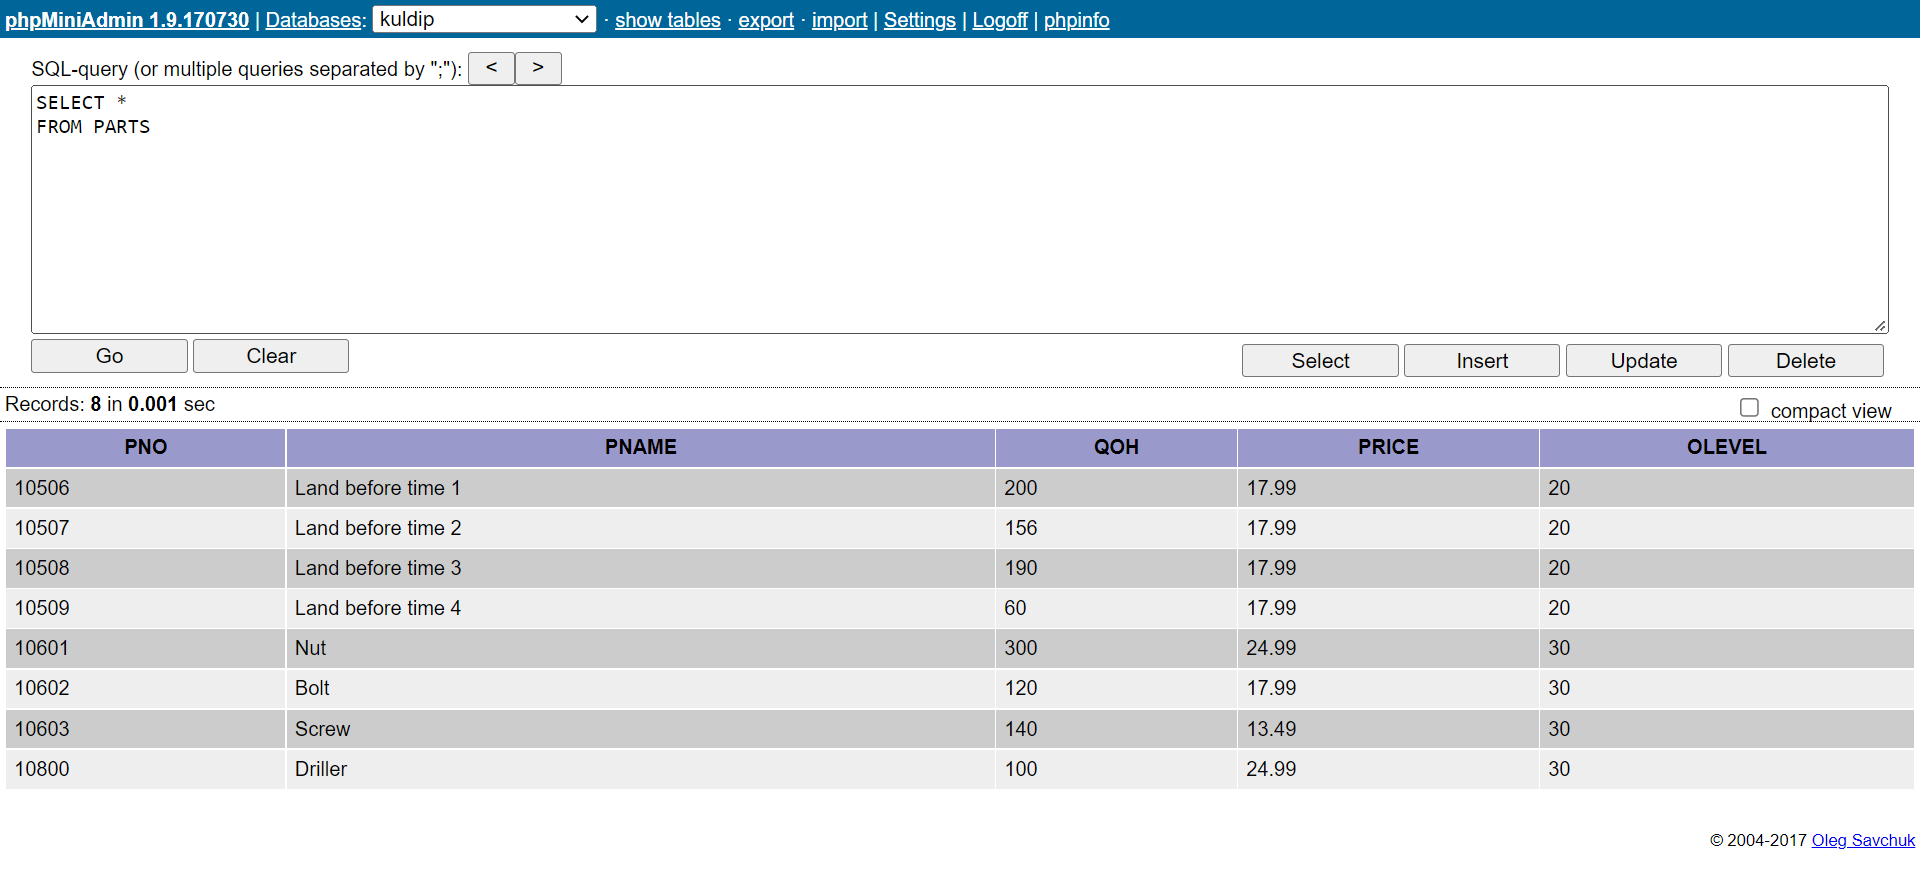 phpMiniAdmin 1.9.170730 | Databases: kuldip · show tables · export · import | Settings | Logoff | phpinfo
SQL-query (or multiple queries separated by ";"): < >
SELECT *
FROM PARTS
Go Clear Select Insert Update Delete
Records: 8 in 0.001 sec compact view
PNO PNAME QOH PRICE OLEVEL
10506 Land before time 1 200 17.99 20
10507 Land before time 2 156 17.99 20
10508 Land before time 3 190 17.99 20
10509 Land before time 4 60 17.99 20
10601 Nut 300 24.99 30
10602 Bolt 120 17.99 30
10603 Screw 140 13.49 30
10800 Driller 100 24.99 30
© 2004-2017 Oleg Savchuk